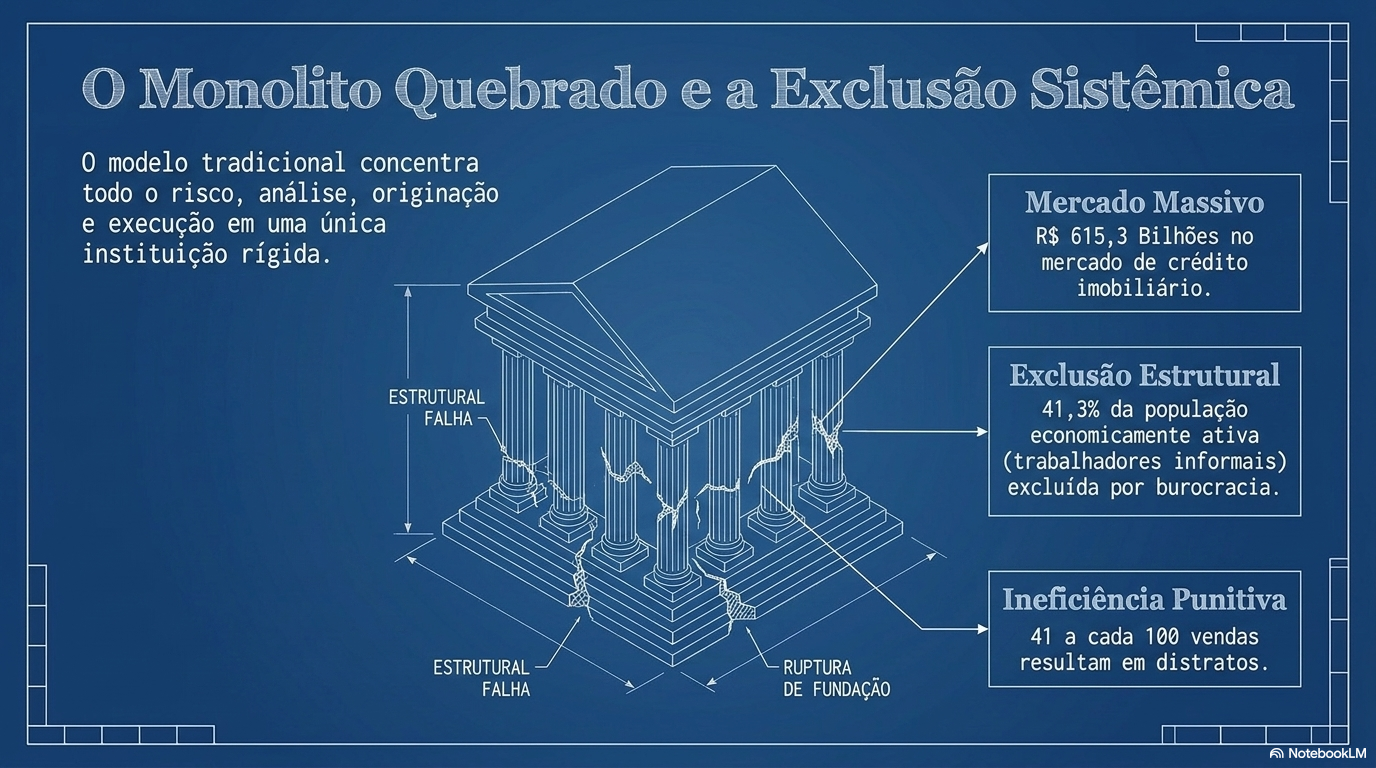 O Monolito Quebrado e a Exclusão Sistêmica
O modelo tradicional concentra
todo o risco, análise, originação
e execução em uma única
instituição rígida.
ESTRUTURAL
FALHA
ESTRUTURAL
FALHA
RUPTURA
DE FUNDAÇÃO
Mercado Massivo
R$ 615,3 Bilhões no
mercado de crédito
imobiliário.
Exclusão Estrutural
41,3% da população
economicamente ativa
(trabalhadores informais)
excluída por burocracia.
Ineficiência Punitiva
41 a cada 100 vendas
resultam em distratos.
NotebookLM